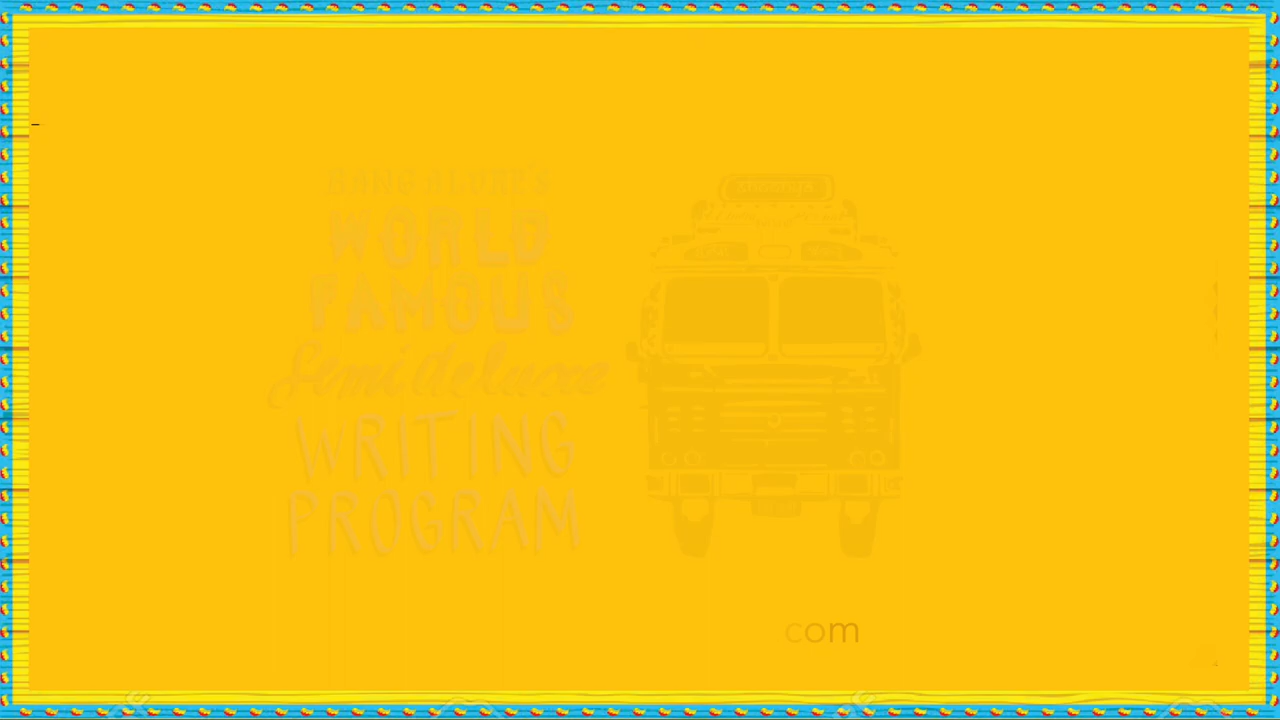 BANGALORE'S
WORLD
FAMOUS
Semi deluxe
WRITING
PROGRAM
com